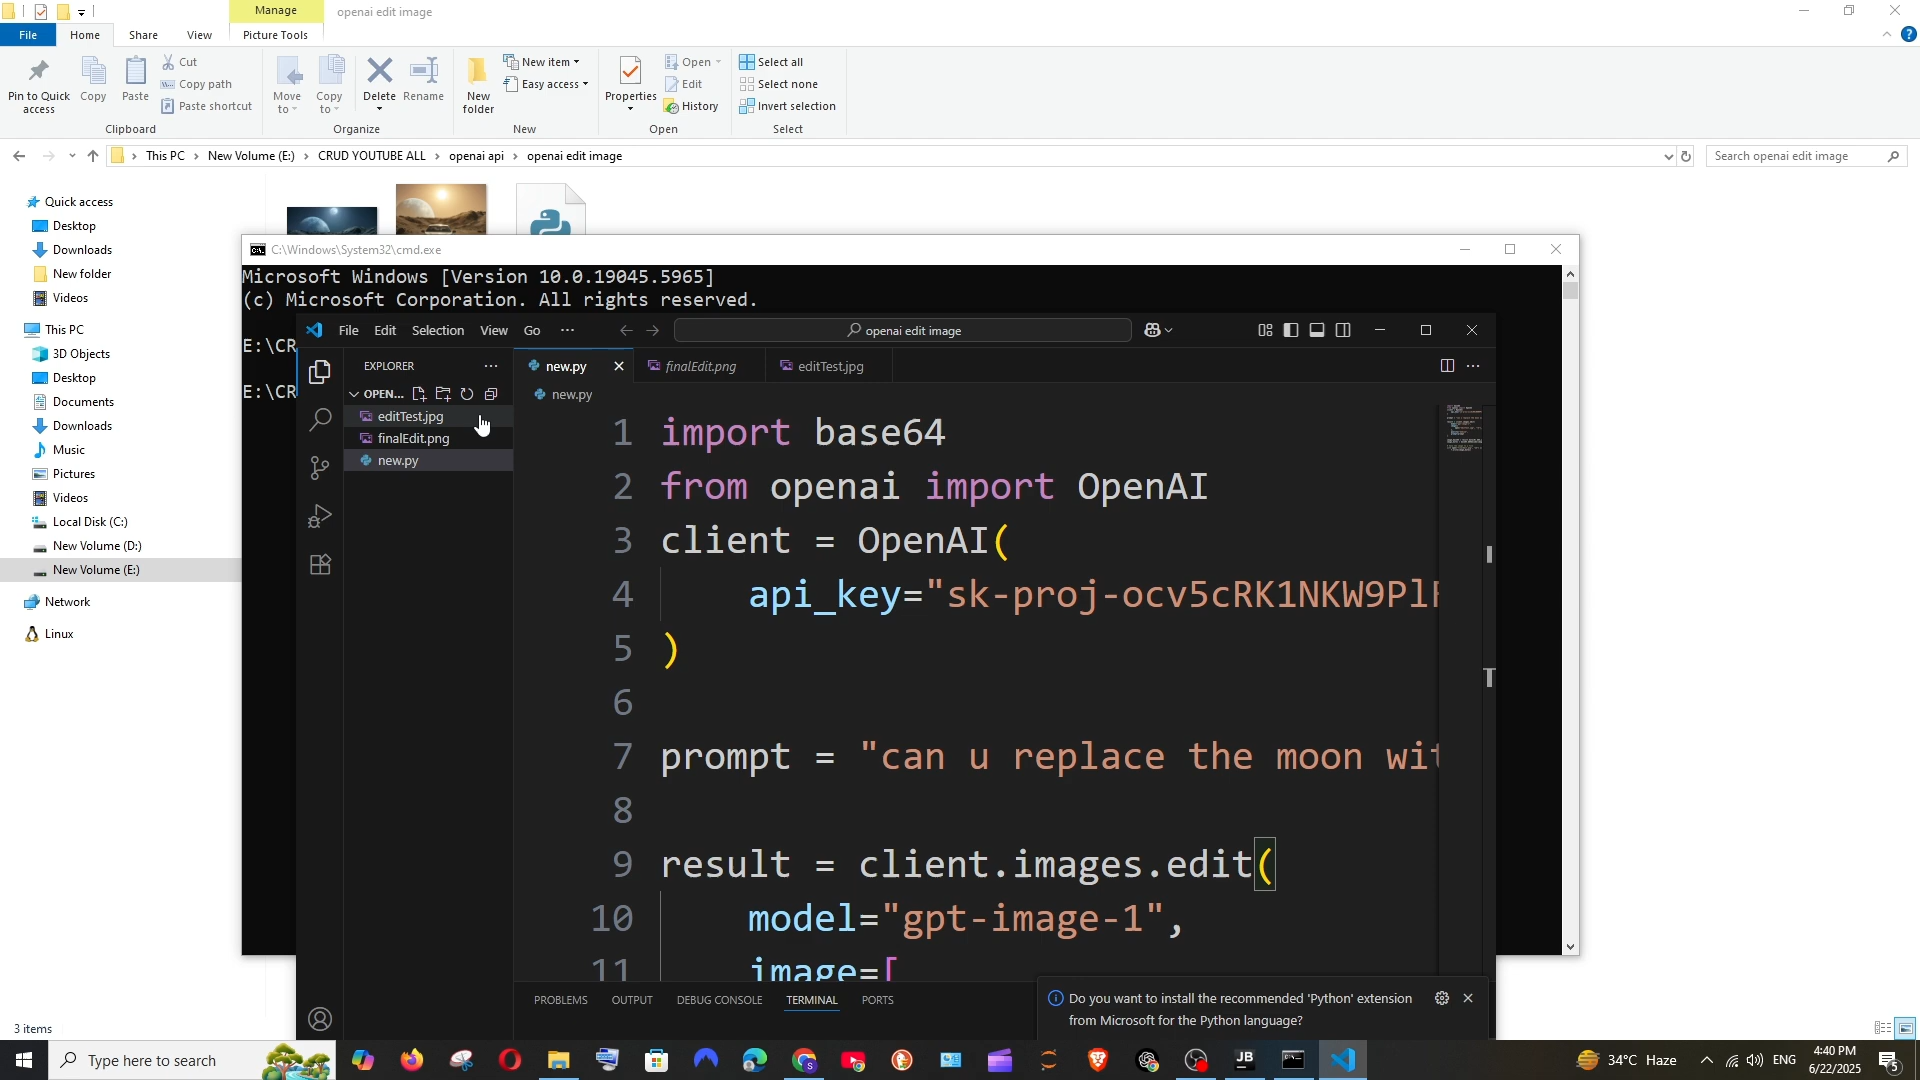 Manage
openai edit image
File
Home
Share
View
Picture Tools
Pin to Quick access
Copy
Paste
Cut
Copy path
Paste shortcut
Clipboard
Move to
Copy to
Delete
Rename
Organize
New folder
New item
Easy access
New
Properties
Open
Edit
History
Open
Select all
Select none
Invert selection
Select
This PC
New Volume (E:)
CRUD YOUTUBE ALL
openai api
openai edit image
Search openai edit image
Quick access
Desktop
Downloads
New folder
Videos
This PC
3D Objects
Desktop
Documents
Downloads
Music
Pictures
Videos
Local Disk (C:)
New Volume (D:)
New Volume (E:)
Network
Linux
3 items
C:\Windows\System32\cmd.exe
Microsoft Windows [Version 10.0.19045.5965]
(c) Microsoft Corporation. All rights reserved.
E:\CR
E:\CR
File
Edit
Selection
View
Go
openai edit image
EXPLORER
OPEN...
editTest.jpg
finalEdit.png
new.py
new.py
finalEdit.png
editTest.jpg
new.py
1 import base64
2 from openai import OpenAI
3 client = OpenAI(
4 api_key="sk-proj-ocv5cRK1NKW9PlF
5 )
6
7 prompt = "can u replace the moon wit
8
9 result = client.images.edit(
10 model="gpt-image-1",
11 image=[
PROBLEMS
OUTPUT
DEBUG CONSOLE
TERMINAL
PORTS
Do you want to install the recommended 'Python' extension
from Microsoft for the Python language?
Type here to search
34°C Haze
ENG
4:40 PM
6/22/2025
5